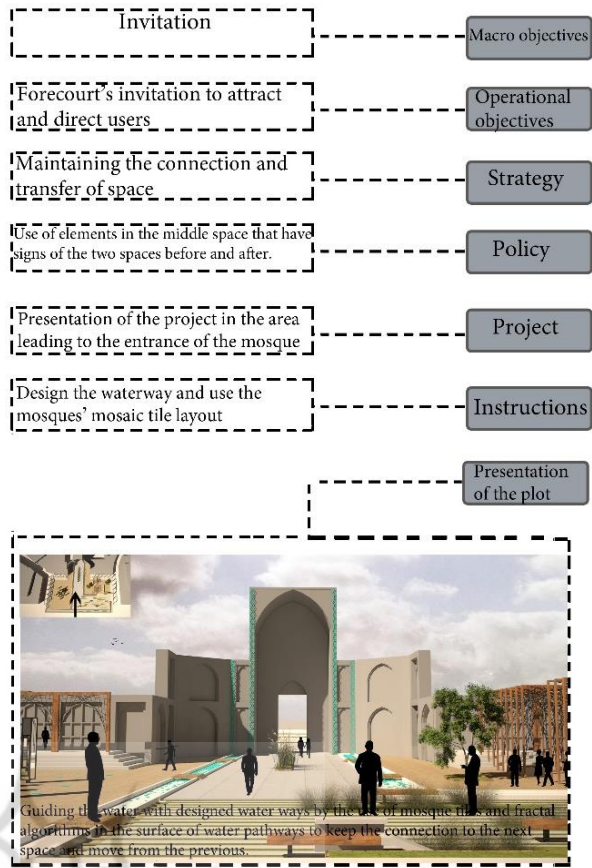 Invitation
Macro objectives
Forecourt's invitation to attract
and direct users
Operational
objectives
Maintaining the connection and
transfer of space
Strategy
Use of elements in the middle space that have
signs of the two spaces before and after.
Policy
Presentation of the project in the area
leading to the entrance of the mosque
Project
Design the waterway and use the
mosques' mosaic tile layout
Instructions
Presentation
of the plot
Guiding the water with designed water ways by the use of mosque tiles and fractal
algorithms in the surface of water pathways to keep the connection to the next
space and move from the previous.